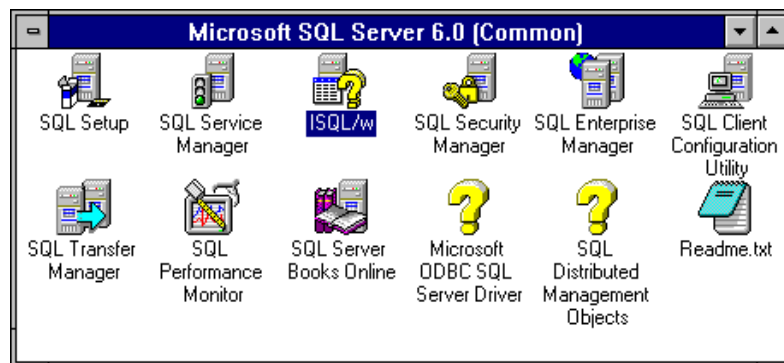 Microsoft SQL Server 6.0 (Common)
SQL Setup
SQL Service
Manager
ISQL/w
SQL Security
Manager
SQL Enterprise
Manager
SQL Client
Configuration
Utility
SQL Transfer
Manager
SQL
Performance
Monitor
SQL Server
Books Online
Microsoft
ODBC SQL
Server Driver
SQL
Distributed
Management
Objects
Readme.txt